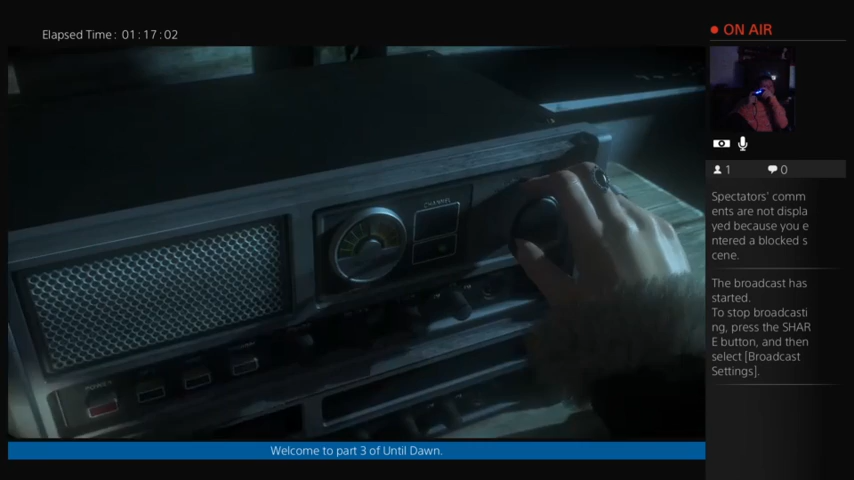 Elapsed Time: 01:17:02
ON AIR
1
0
Spectators' comm
ents are not displa
yed because you e
ntered a blocked s
cene.
The broadcast has
started.
To stop broadcasti
ng, press the SHAR
E button, and then
select [Broadcast
Settings].
CHANNEL
POWER
Welcome to part 3 of Until Dawn.